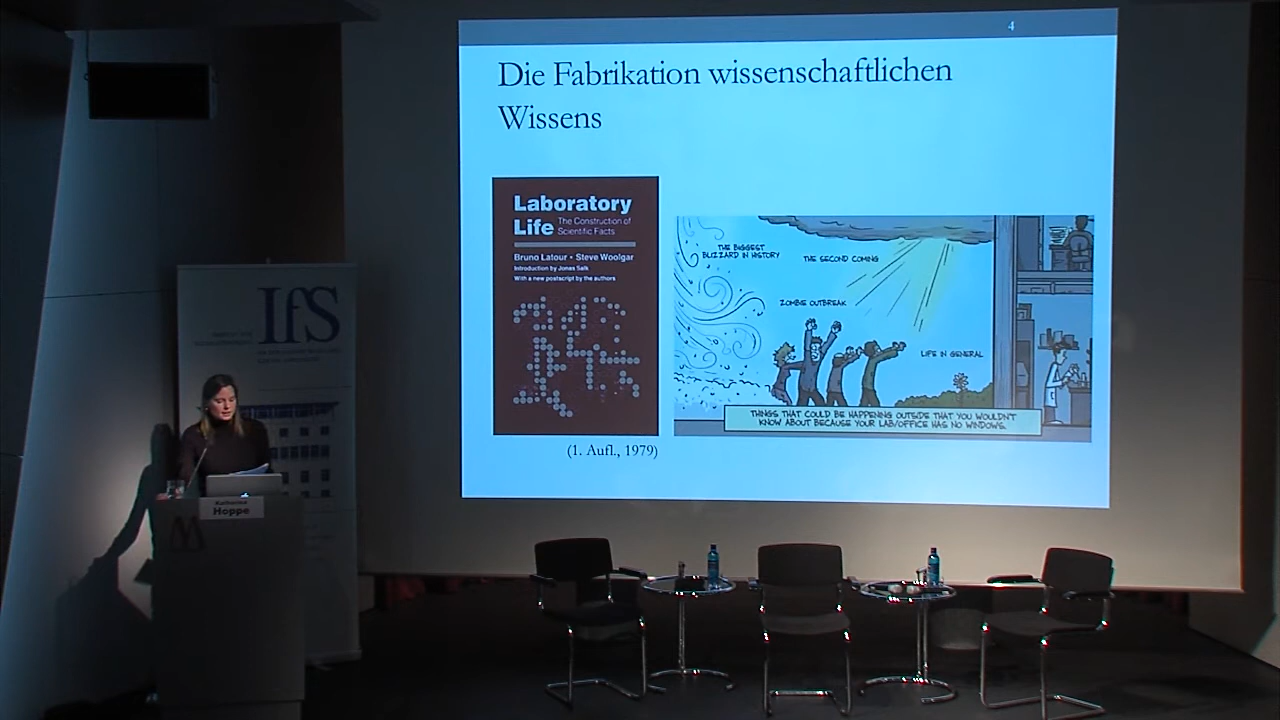 4
Die Fabrikation wissenschaftlichen
Wissens
Laboratory
Life The Construction of
Scientific Facts
Bruno Latour • Steve Woolgar
Introduction by Jonas Salk
With a new postscript by the authors
(1. Aufl., 1979)
THE BIGGEST
BLIZZARD IN HISTORY
THE SECOND COMING
ZOMBIE OUTBREAK
LIFE IN GENERAL
THINGS THAT COULD BE HAPPENING OUTSIDE THAT YOU WOULDN'T
KNOW ABOUT BECAUSE YOUR LAB/OFFICE HAS NO WINDOWS.
IfS
Katharina
Hoppe